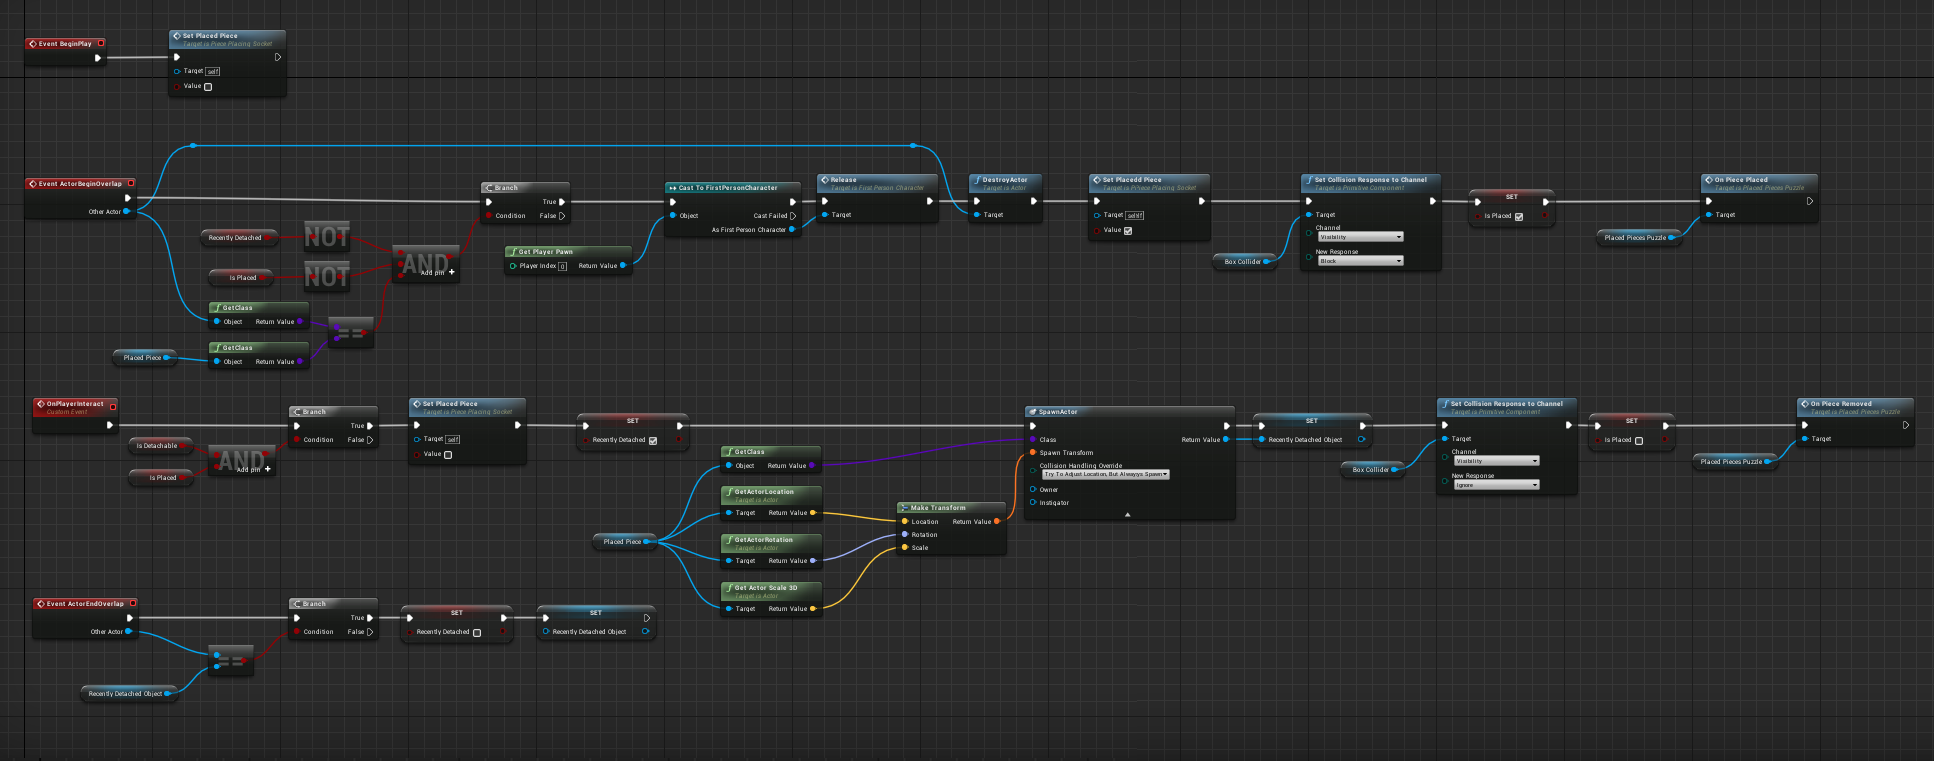 Event BeginPlay
Set Placed Piece
Target is Piece Placing Socket
Target self
Value
Event ActorBeginOverlap
Other Actor
Recently Detached
NOT
Is Placed
NOT
AND
Add pin +
GetClass
Object Return Value
Placed Piece
GetClass
Object Return Value
==
Branch
True
Condition False
Get Player Pawn
Player Index 0 Return Value
Cast To FirstPersonCharacter
Object Cast Failed
As First Person Character
Release
Target is First Person Character
Target
DestroyActor
Target is Actor
Target
Set Placedd Piece
Target is PIiece Placing Socket
Target selfIf
Value
Box Collider
Set Collision Response to Channel
Target is Primitive Component
Target
Channel
Visibility
New Response
Block
SET
Is Placed
Placed Pieces Puzzle
On Piece Placed
Target is Placed Pieces Puzzle
Target
OnPlayerInteract
Custom Event
Is Detachable
Is Placed
AND
Add pin +
Branch
True
Condition False
Set Placed Piece
Target is Piece Placing Socket
Target self
Value
SET
Recently Detached
Placed Piece
GetClass
Object Return Value
GetActorLocation
Target is Actor
Target Return Value
GetActorRotation
Target is Actor
Target Return Value
Get Actor Scale 3D
Target is Actor
Target Return Value
Make Transform
Location Return Value
Rotation
Scale
SpawnActor
Class Return Value
Spawn Transform
Collision Handling Override
Try To Adjust Location, But Alwayys Spawn
Owner
Instigator
SET
Recently Detached Object
Box Collider
Set Collision Response to Channel
Target is Primitive Component
Target
Channel
Visibility
New Response
Ignore
SET
Is Placed
Placed Pieces Puzzle
On Piece Removed
Target is Placed Pieces Puzzle
Target
Event ActorEndOverlap
Other Actor
Recently Detached Object
==
Branch
True
Condition False
SET
Recently Detached
SET
Recently Detached Object